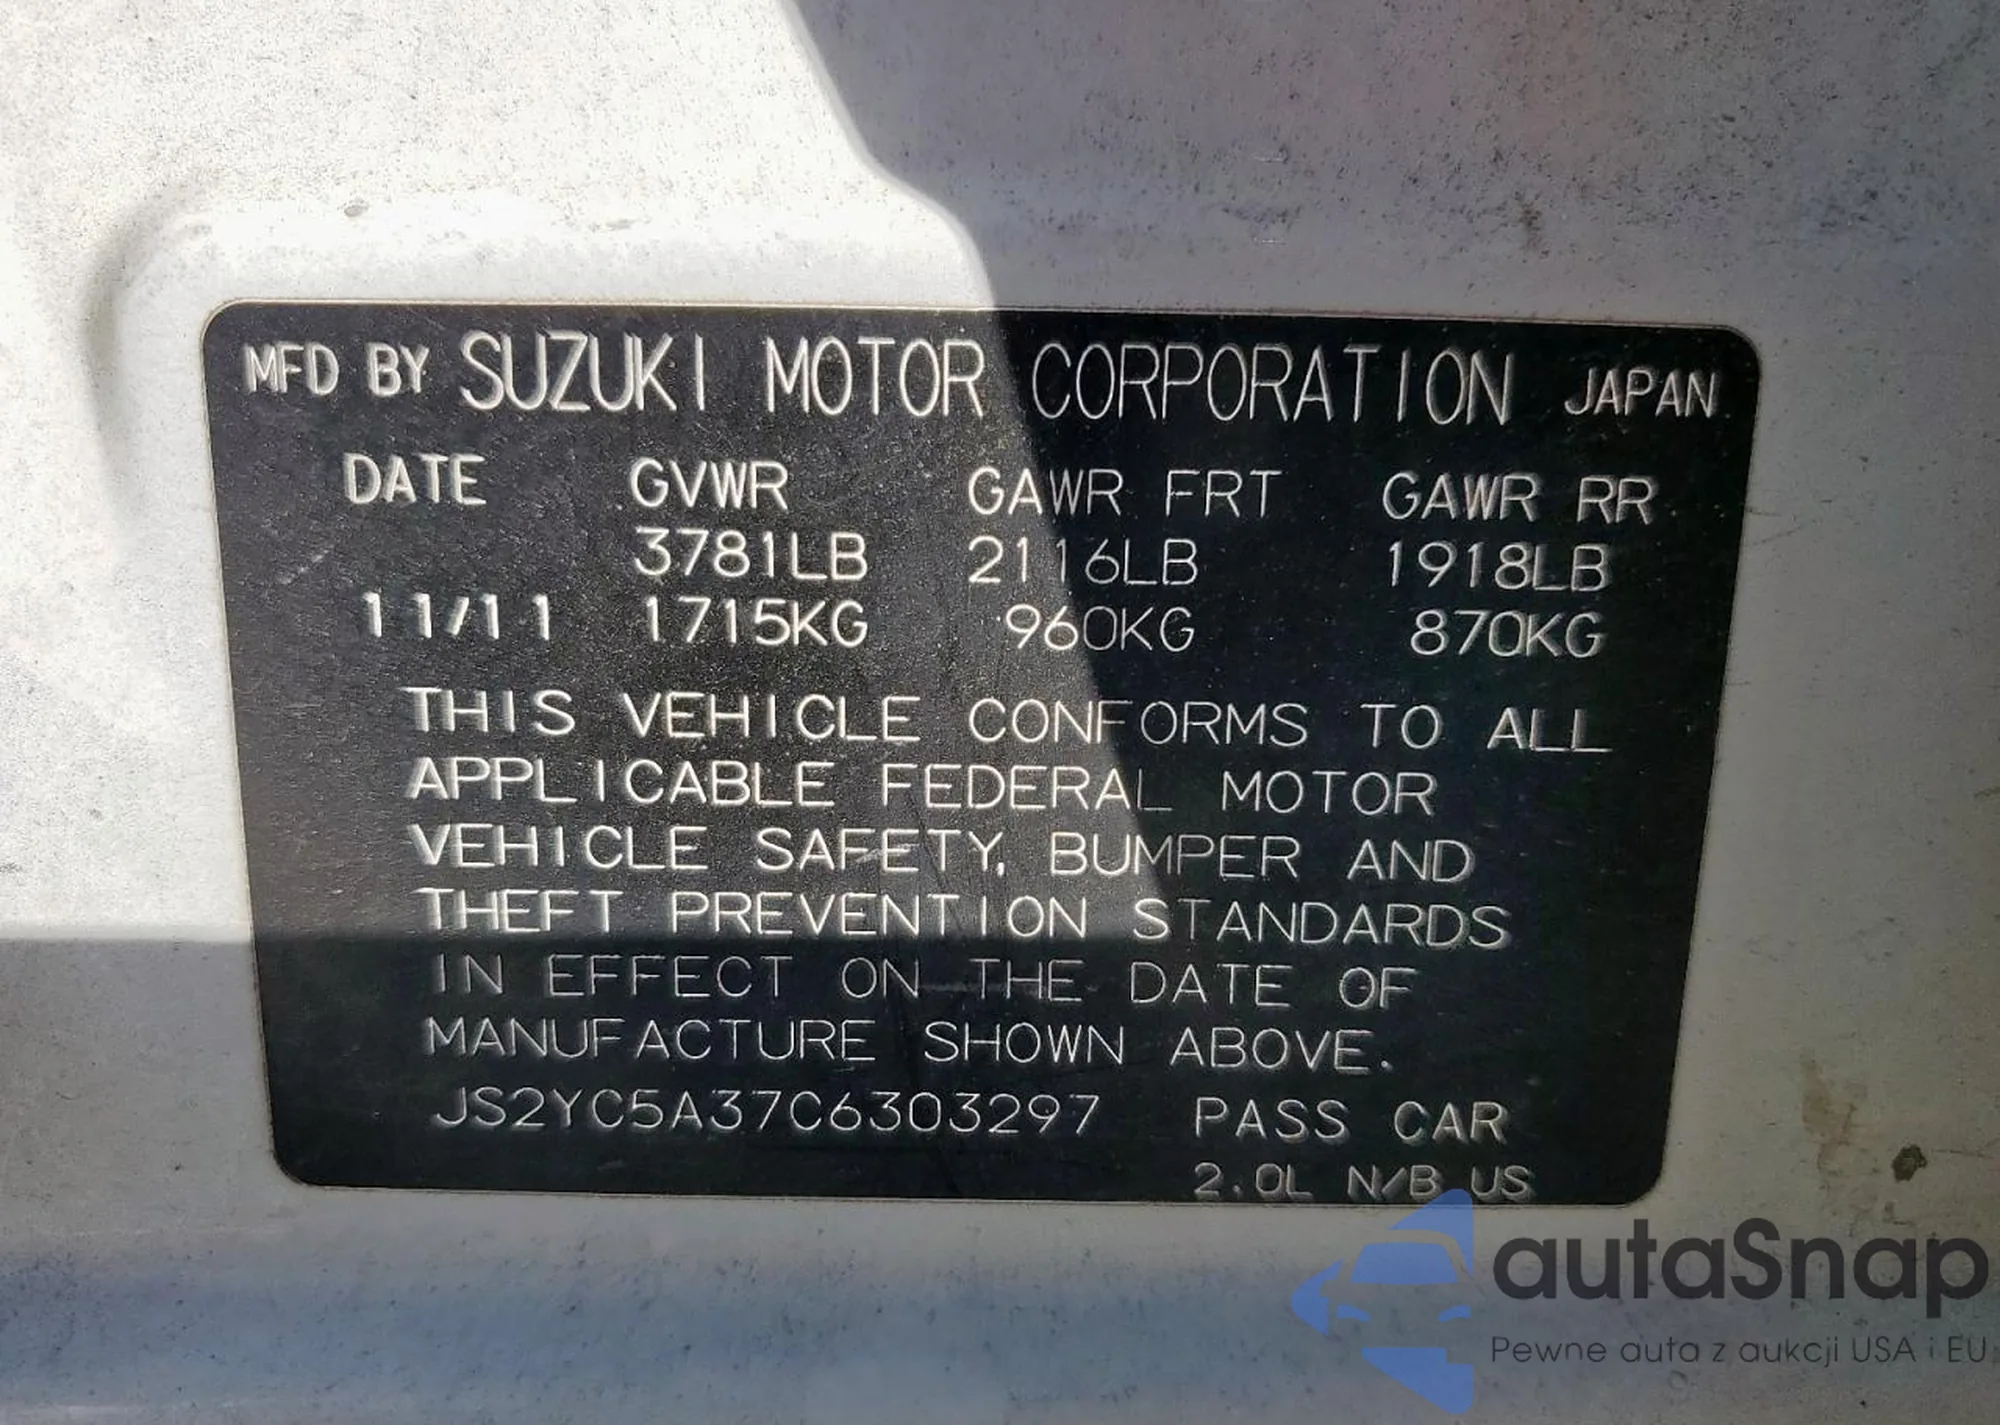 MFD BY SUZUKI MOTOR CORPORATION JAPAN
DATE GVWR GAWR FRT GAWR RR
3781LB 2116LB 1918LB
11/11 1715KG 960KG 870KG
THIS VEHICLE CONFORMS TO ALL
APPLICABLE FEDERAL MOTOR
VEHICLE SAFETY, BUMPER AND
THEFT PREVENTION STANDARDS
IN EFFECT ON THE DATE OF
MANUFACTURE SHOWN ABOVE.
JS2YC5A37C6303297 PASS CAR
2.0L N/B US
autaSnap
Pewne auta z aukcji USA i EU